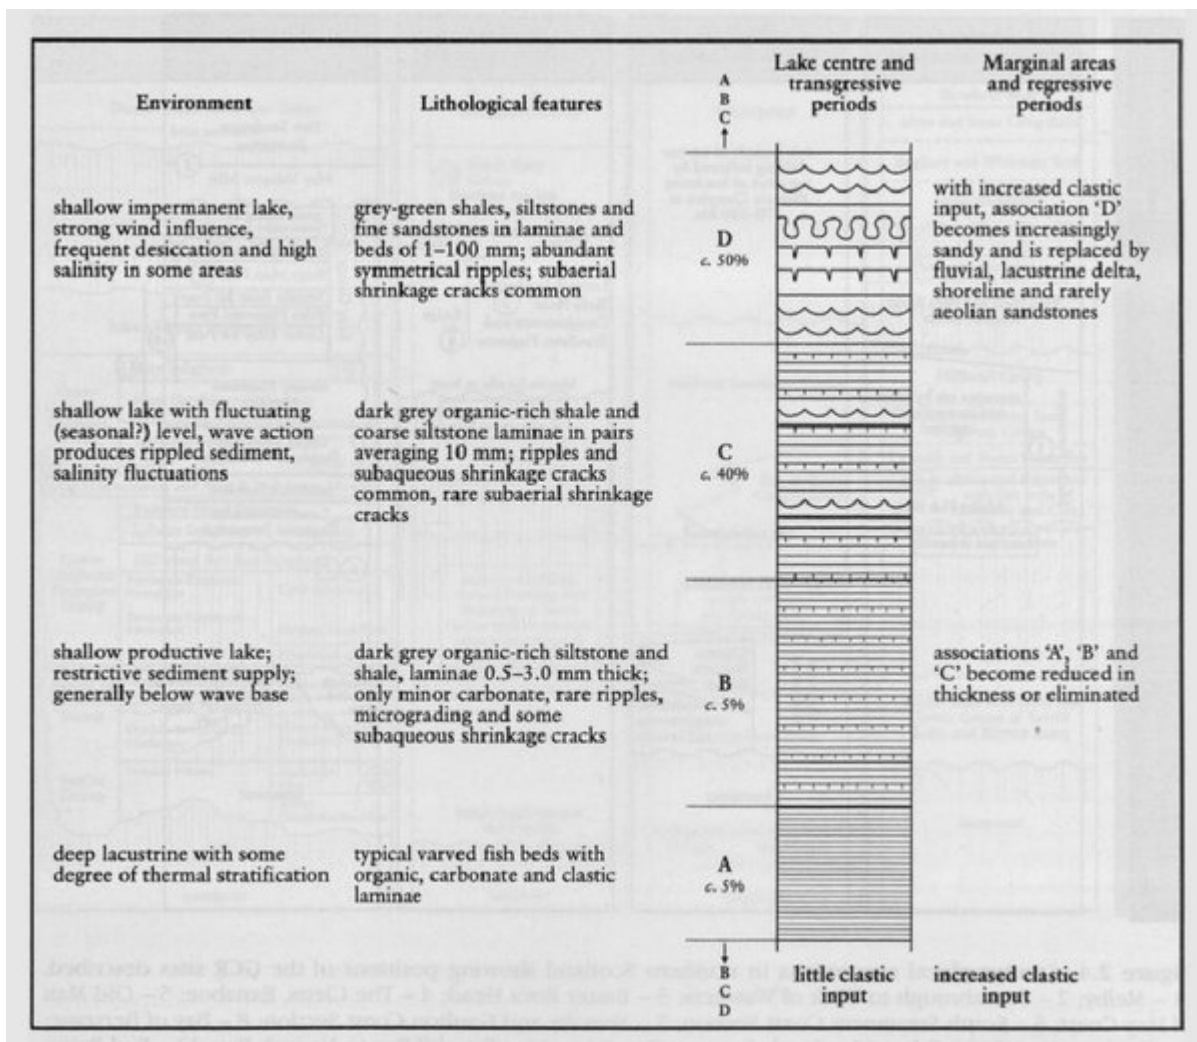 Environment
Lithological features
A
B
C
Lake centre and
transgressive
periods
Marginal areas
and regressive
periods
shallow impermanent lake,
strong wind influence,
frequent desiccation and high
salinity in some areas
grey-green shales, siltstones and
fine sandstones in laminae and
beds of 1–100 mm; abundant
symmetrical ripples; subaerial
shrinkage cracks common
D
c. 50%
with increased clastic
input, association ‘D’
becomes increasingly
sandy and is replaced by
fluvial, lacustrine delta,
shoreline and rarely
aeolian sandstones
shallow lake with fluctuating
(seasonal?) level, wave action
produces rippled sediment,
salinity fluctuations
dark grey organic-rich shale and
coarse siltstone laminae in pairs
averaging 10 mm; ripples and
subaqueous shrinkage cracks
common, rare subaerial shrinkage
cracks
C
c. 40%
shallow productive lake;
restrictive sediment supply;
generally below wave base
dark grey organic-rich siltstone and
shale, laminae 0.5–3.0 mm thick;
only minor carbonate, rare ripples,
micrograding and some
subaqueous shrinkage cracks
B
c. 5%
associations ‘A’, ‘B’ and
‘C’ become reduced in
thickness or eliminated
deep lacustrine with some
degree of thermal stratification
typical varved fish beds with
organic, carbonate and clastic
laminae
A
c. 5%
B
C
D
little clastic
input
marked clastic
input